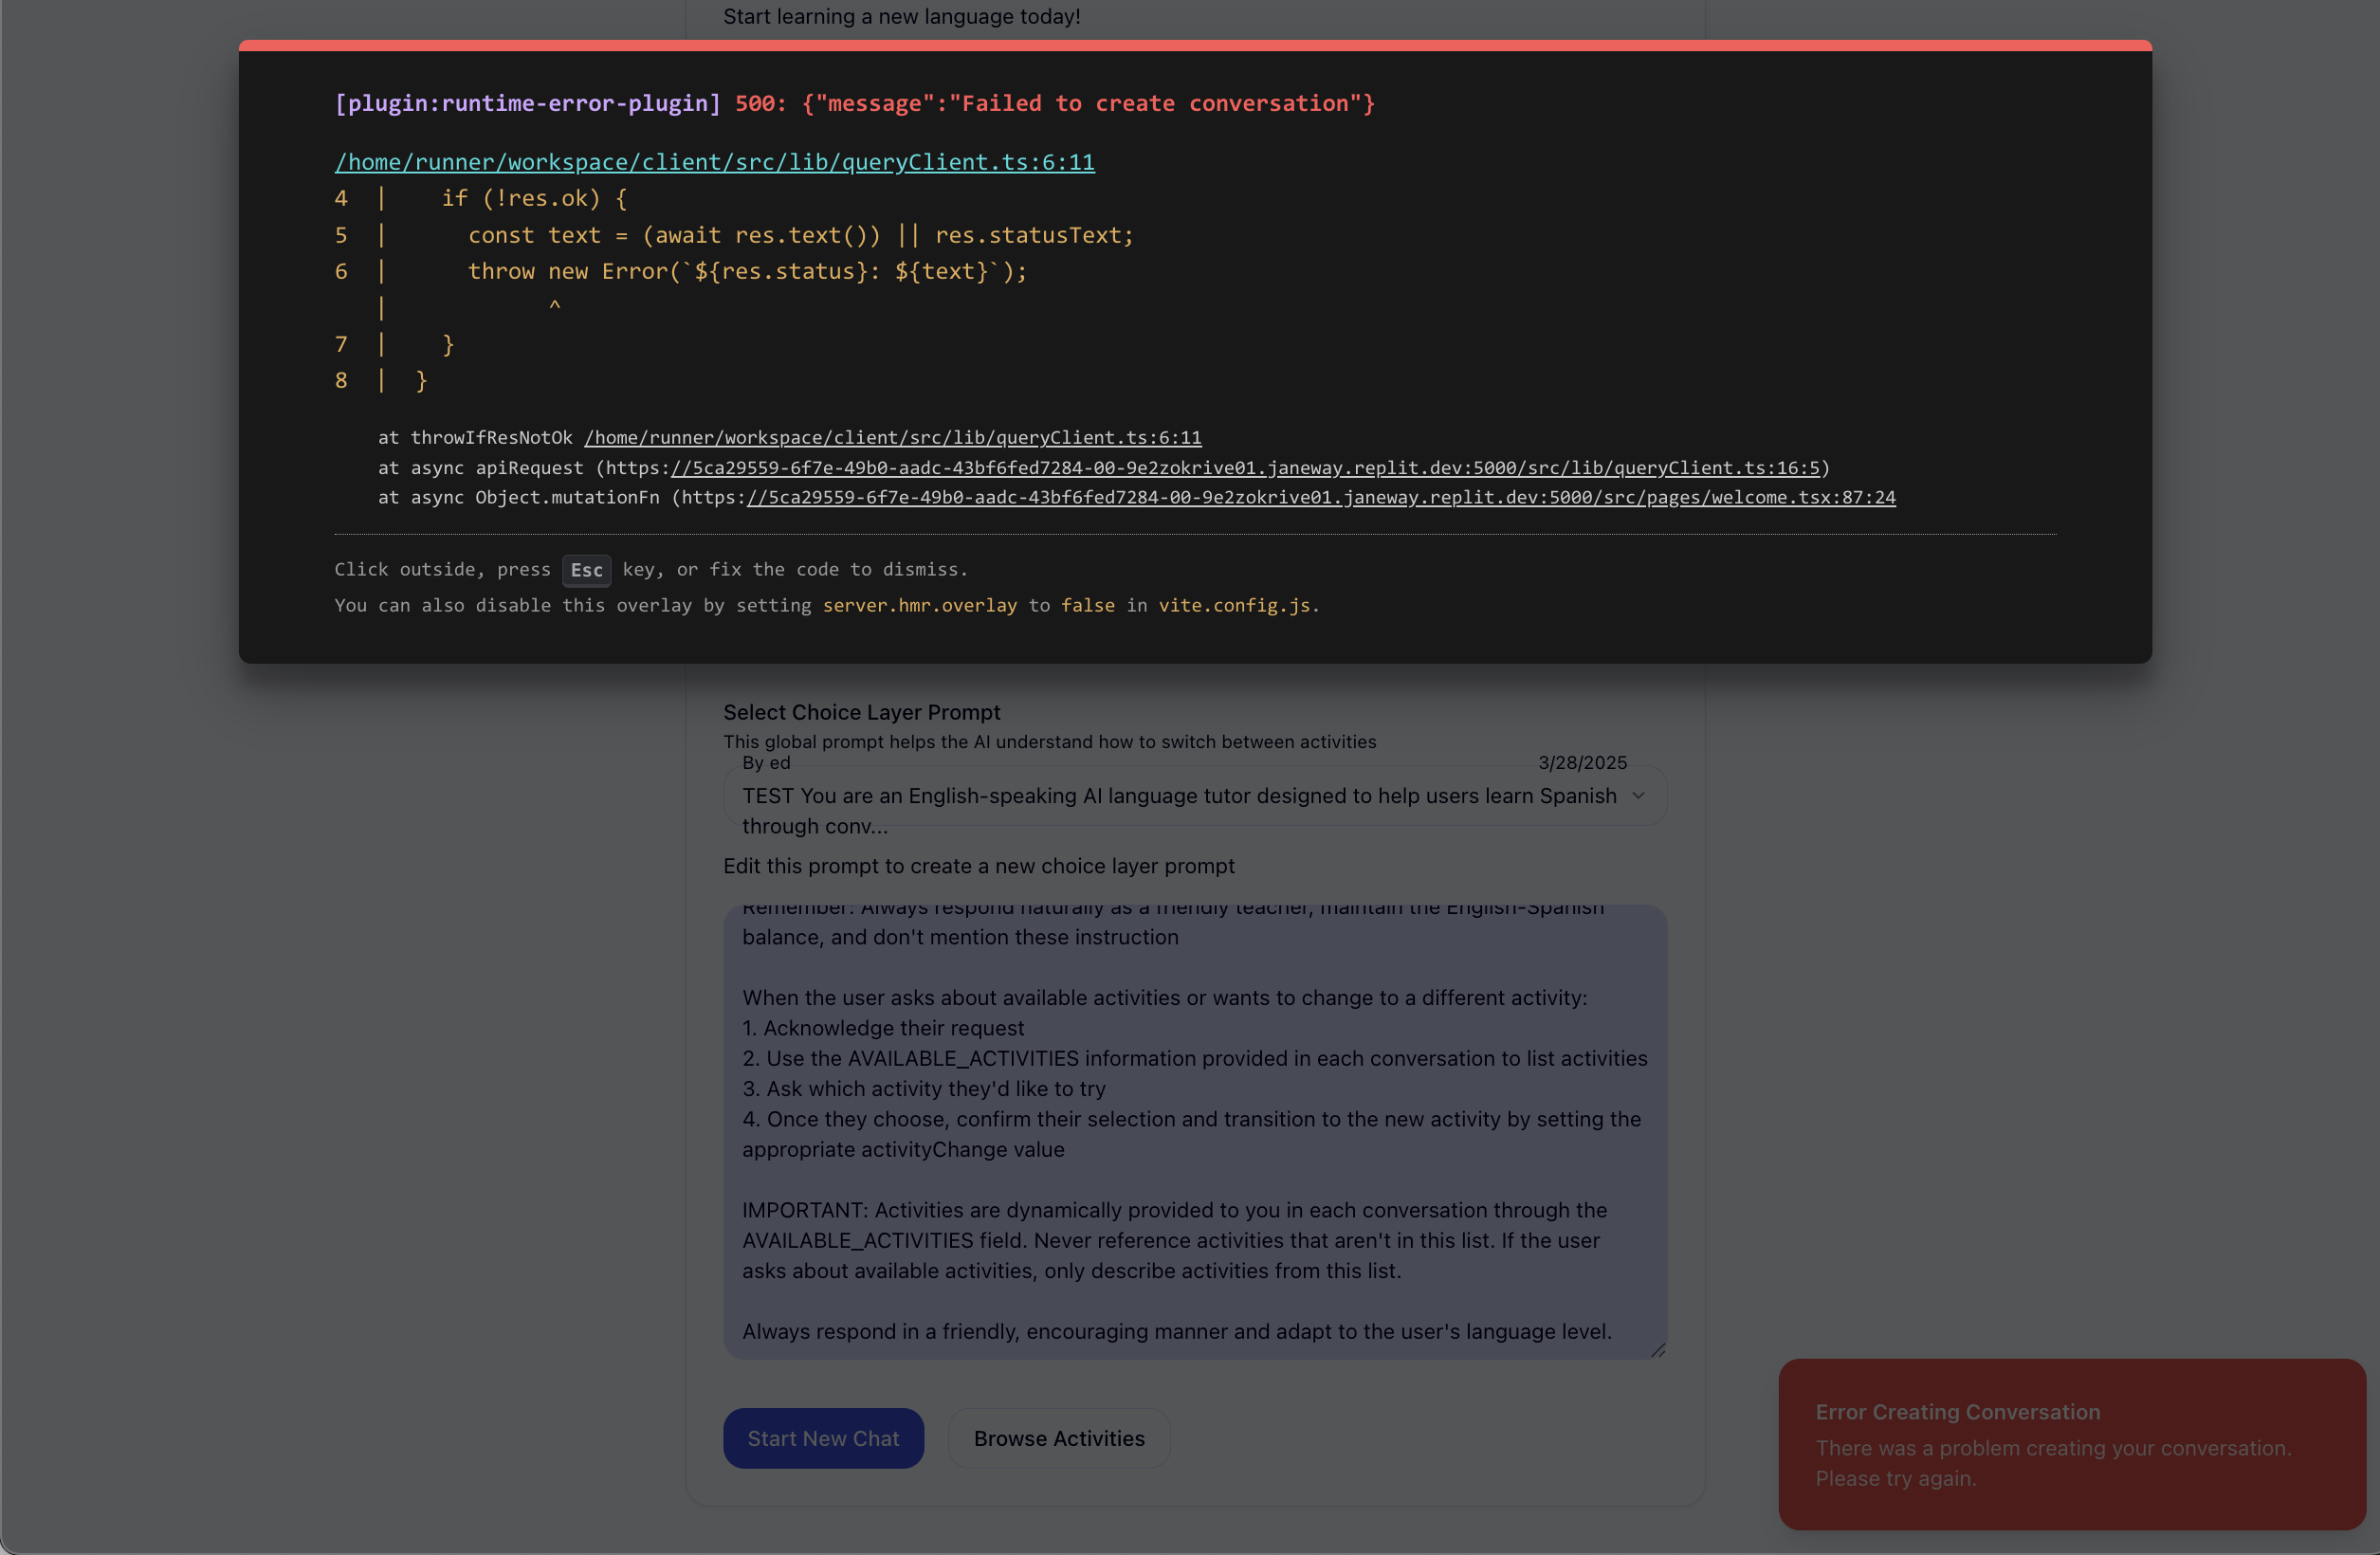 Start learning a new language today!
[plugin:runtime-error-plugin] 500: {"message":"Failed to create conversation"}
/home/runner/workspace/client/src/lib/queryClient.ts:6:11
4  |    if (!res.ok) {
5  |      const text = (await res.text()) || res.statusText;
6  |      throw new Error(`${res.status}: ${text}`);
   |            ^
7  |    }
8  |  }
at throwIfResNotOk /home/runner/workspace/client/src/lib/queryClient.ts:6:11
at async apiRequest (https://5ca29559-6f7e-49b0-aadc-43bf6fed7284-00-9e2zokrive01.janeway.replit.dev:5000/src/lib/queryClient.ts:16:5)
at async Object.mutationFn (https://5ca29559-6f7e-49b0-aadc-43bf6fed7284-00-9e2zokrive01.janeway.replit.dev:5000/src/pages/welcome.tsx:87:24
Click outside, press Esc key, or fix the code to dismiss.
You can also disable this overlay by setting server.hmr.overlay to false in vite.config.js.
Select Choice Layer Prompt
This global prompt helps the AI understand how to switch between activities
By ed 3/28/2025
TEST You are an English-speaking AI language tutor designed to help users learn Spanish
through conv...
Edit this prompt to create a new choice layer prompt
Remember: Always respond naturally as a friendly teacher, maintain the English-Spanish
balance, and don't mention these instruction
When the user asks about available activities or wants to change to a different activity:
1. Acknowledge their request
2. Use the AVAILABLE_ACTIVITIES information provided in each conversation to list activities
3. Ask which activity they'd like to try
4. Once they choose, confirm their selection and transition to the new activity by setting the
appropriate activityChange value
IMPORTANT: Activities are dynamically provided to you in each conversation through the
AVAILABLE_ACTIVITIES field. Never reference activities that aren't in this list. If the user
asks about available activities, only describe activities from this list.
Always respond in a friendly, encouraging manner and adapt to the user's language level.
Start New Chat
Browse Activities
Error Creating Conversation
There was a problem creating your conversation.
Please try again.